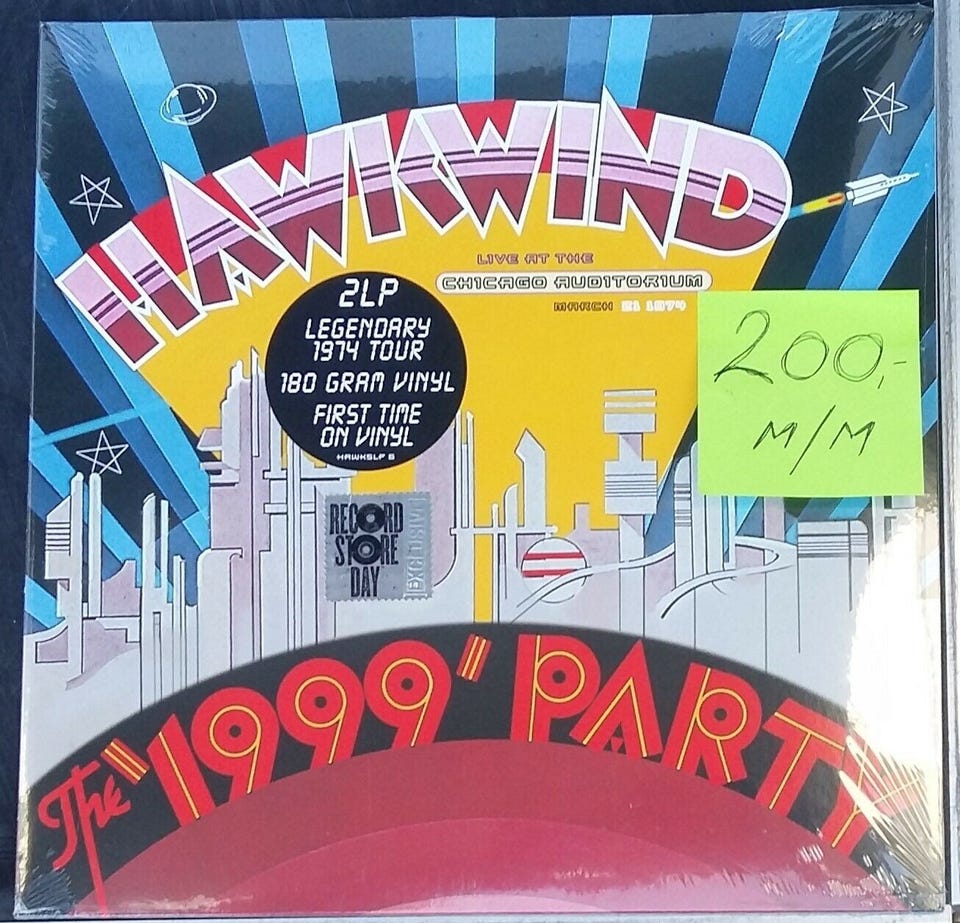 HAWKWIND
LIVE AT THE
CHICAGO AUDITORIUM
MARCH 21 1974
2LP
LEGENDARY
1974 TOUR
180 GRAM VINYL
FIRST TIME
ON VINYL
HAWKSLP 6
200,-
M/M
RECORD
STORE
DAY
EXCLUSIVE
The "1999" PARTY